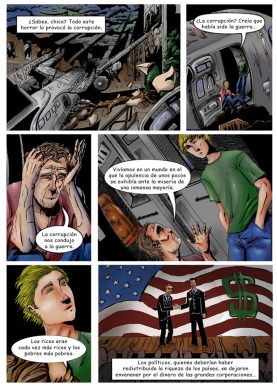 ¿Sabes, chico? Todo este
horror lo provocó la corrupción.
¿La corrupción? Creía que
había sido la guerra...
La corrupción
nos condujo
a la guerra.
Vivíamos en un mundo en el
que la opulencia de unos pocos
se exhibía ante la miseria de
una inmensa mayoría.
Los ricos eran
cada vez más ricos y los
pobres más pobres.
$
Los políticos, quienes deberían haber
redistribuido la riqueza de los países, se dejaron
envenenar por el dinero de las grandes corporaciones...